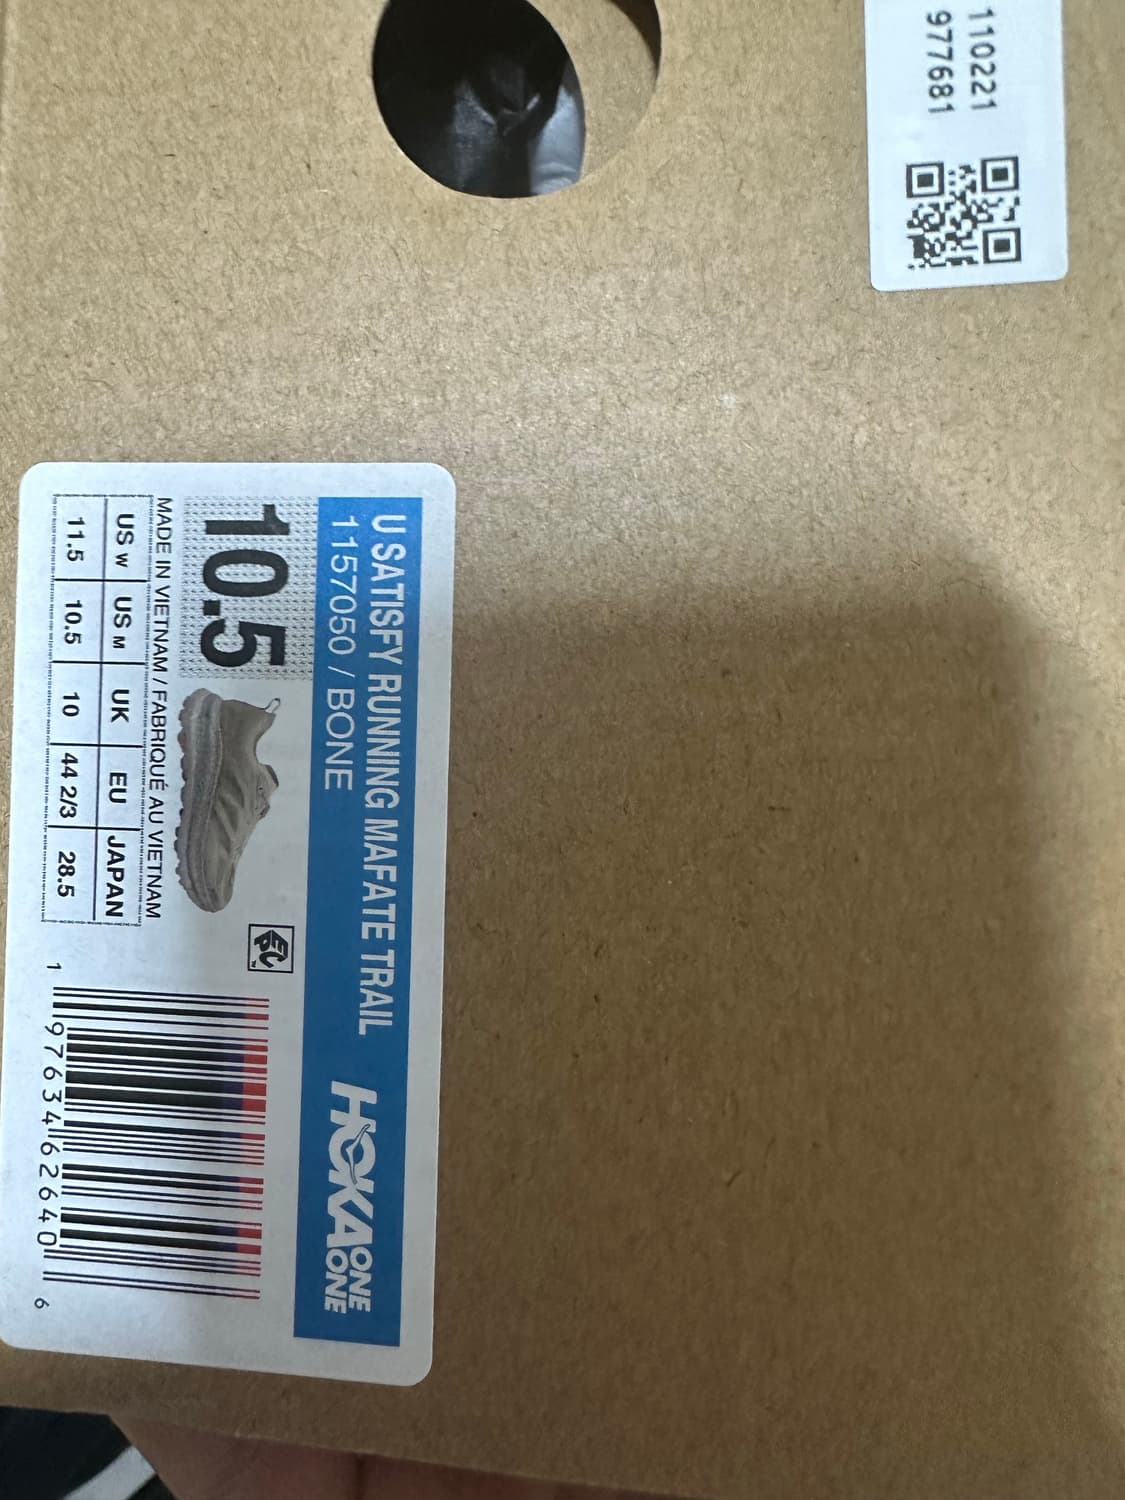 110221
977681
U SATISFY RUNNING MAFATE TRAIL
1157050 / BONE
HOKA ONE ONE
10.5
MADE IN VIETNAM / FABRIQUÉ AU VIETNAM
US W US M UK EU JAPAN
11.5 10.5 10 44 2/3 28.5
1 97634 62640 6